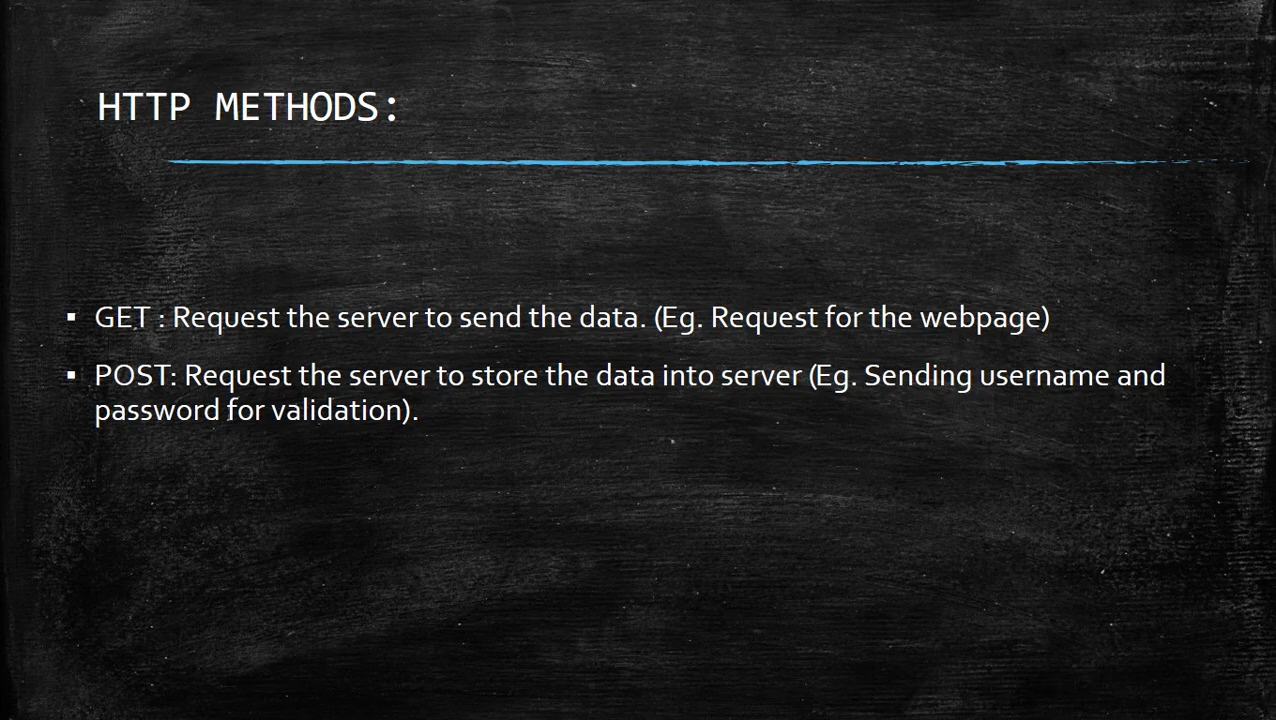 HTTP METHODS:
▪ GET : Request the server to send the data. (Eg. Request for the webpage)
▪ POST: Request the server to store the data into server (Eg. Sending username and
password for validation).